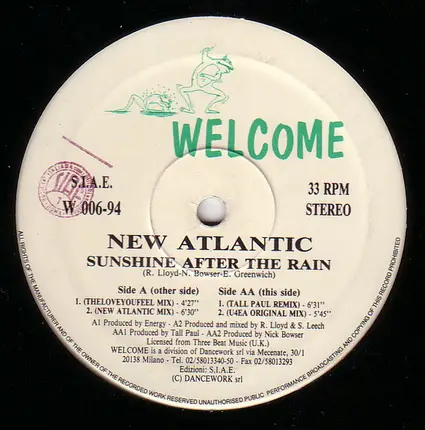 WELCOME
S.I.A.E.
W 006-94
33 RPM
STEREO
NEW ATLANTIC
SUNSHINE AFTER THE RAIN
(R. Lloyd-N. Bowser-E. Greenwich)
Side A (other side)
1. (THELOVEYOUFEEL MIX) - 4'27"
2. (NEW ATLANTIC MIX) - 6'30"
Side AA (this side)
1. (TALL PAUL REMIX) - 6'31"
2. (U4EA ORIGINAL MIX) - 5'45"
A1 Produced by Energy - A2 Produced and mixed by R. Lloyd & S. Leech
AA1 Produced by Tall Paul - AA2 Produced by Nick Bowser
Licensed from Three Beat Music (U.K.)
WELCOME is a division of Dancework srl via Mecenate, 30/1
20138 Milano - Tel. 02/58013340-50 - Fax 02/58013293
Edizioni: S.I.A.E.
(C) DANCEWORK srl
ALL RIGHTS OF THE MANUFACTURER AND OF THE OWNER OF THE RECORDED WORK RESERVED UNAUTHORISED PUBLIC PERFORMANCE BROADCASTING AND COPYING OF THIS RECORD PROHIBITED